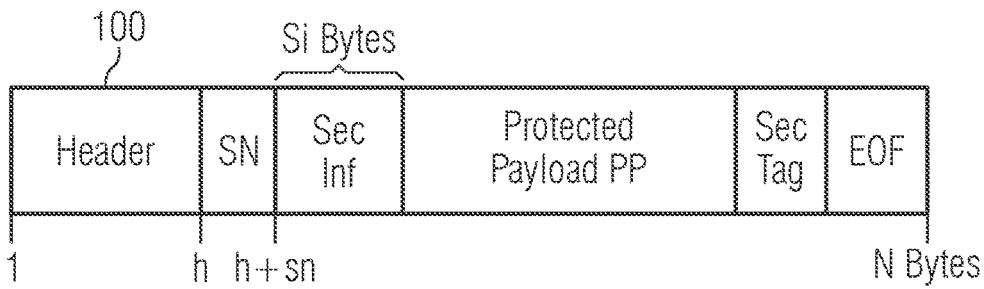 100
Si Bytes
Header
SN
Sec
Inf
Protected
Payload PP
Sec
Tag
EOF
1
h
h+sn
N Bytes